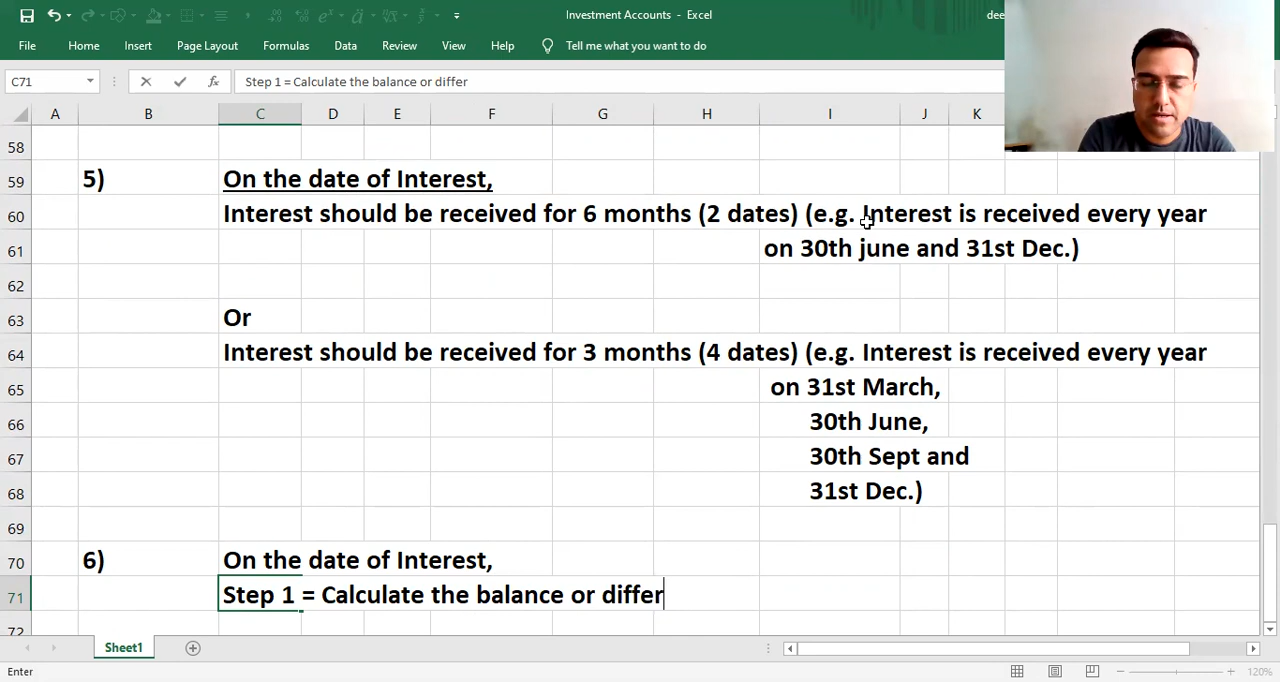 Investment Accounts - Excel
dee
File Home Insert Page Layout Formulas Data Review View Help Tell me what you want to do
C71 fx Step 1 = Calculate the balance or differ
A B C D E F G H I J K
58
59 5) On the date of Interest,
60 Interest should be received for 6 months (2 dates) (e.g. Interest is received every year
61 on 30th june and 31st Dec.)
62
63 Or
64 Interest should be received for 3 months (4 dates) (e.g. Interest is received every year
65 on 31st March,
66 30th June,
67 30th Sept and
68 31st Dec.)
69
70 6) On the date of Interest,
71 Step 1 = Calculate the balance or differ
72
Sheet1
Enter 120%